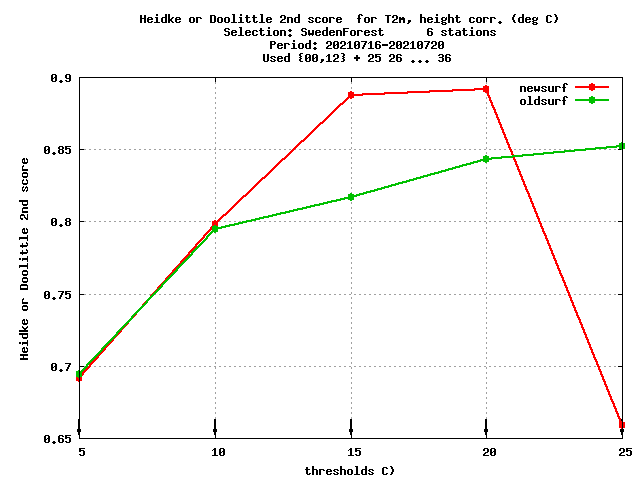 Heidke or Doolittle 2nd score  for T2m, height corr. (deg C)
Selection: SwedenForest      6 stations
Period: 20210716-20210720
Used {00,12} + 25 26 ... 36
newsurf
oldsurf
0.9
0.85
0.8
0.75
0.7
0.65
Heidke or Doolittle 2nd score
5 10 15 20 25
thresholds C)